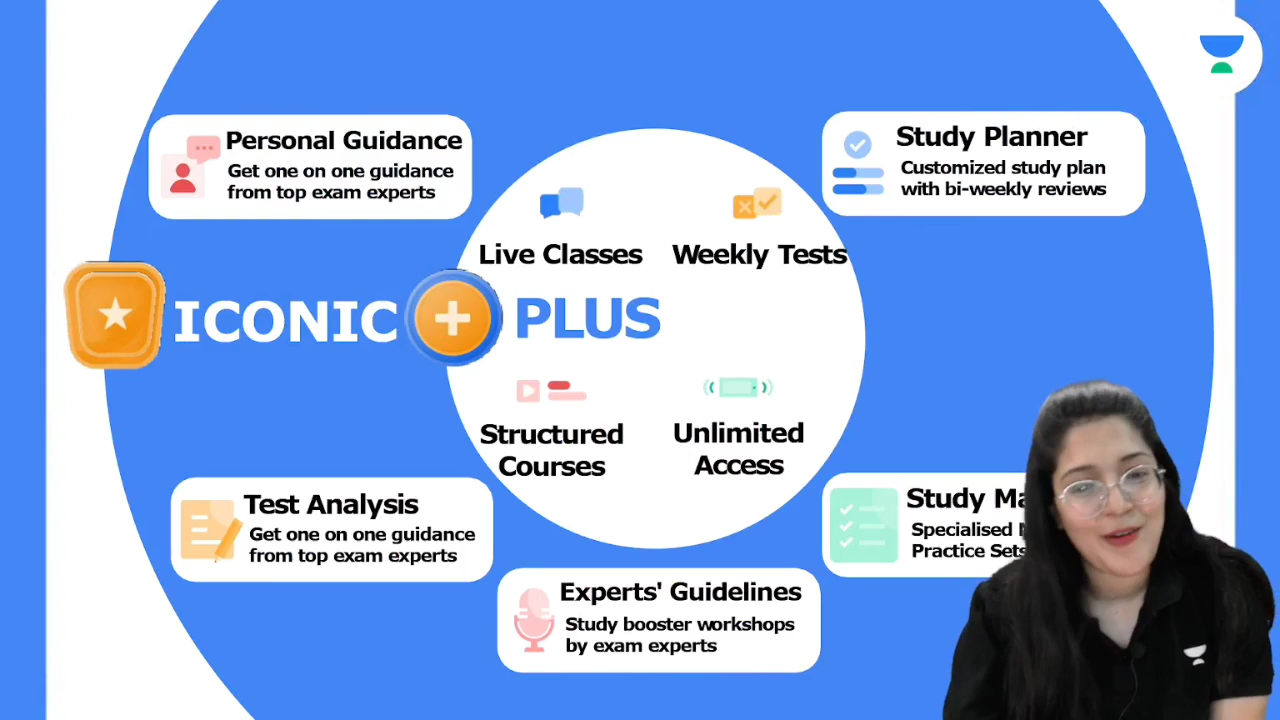 Personal Guidance
Get one on one guidance
from top exam experts
Study Planner
Customized study plan
with bi-weekly reviews
Live Classes
Weekly Tests
ICONIC
PLUS
Structured
Courses
Unlimited
Access
Test Analysis
Get one on one guidance
from top exam experts
Study
Specialised
Practice Sets
Experts' Guidelines
Study booster workshops
by exam experts